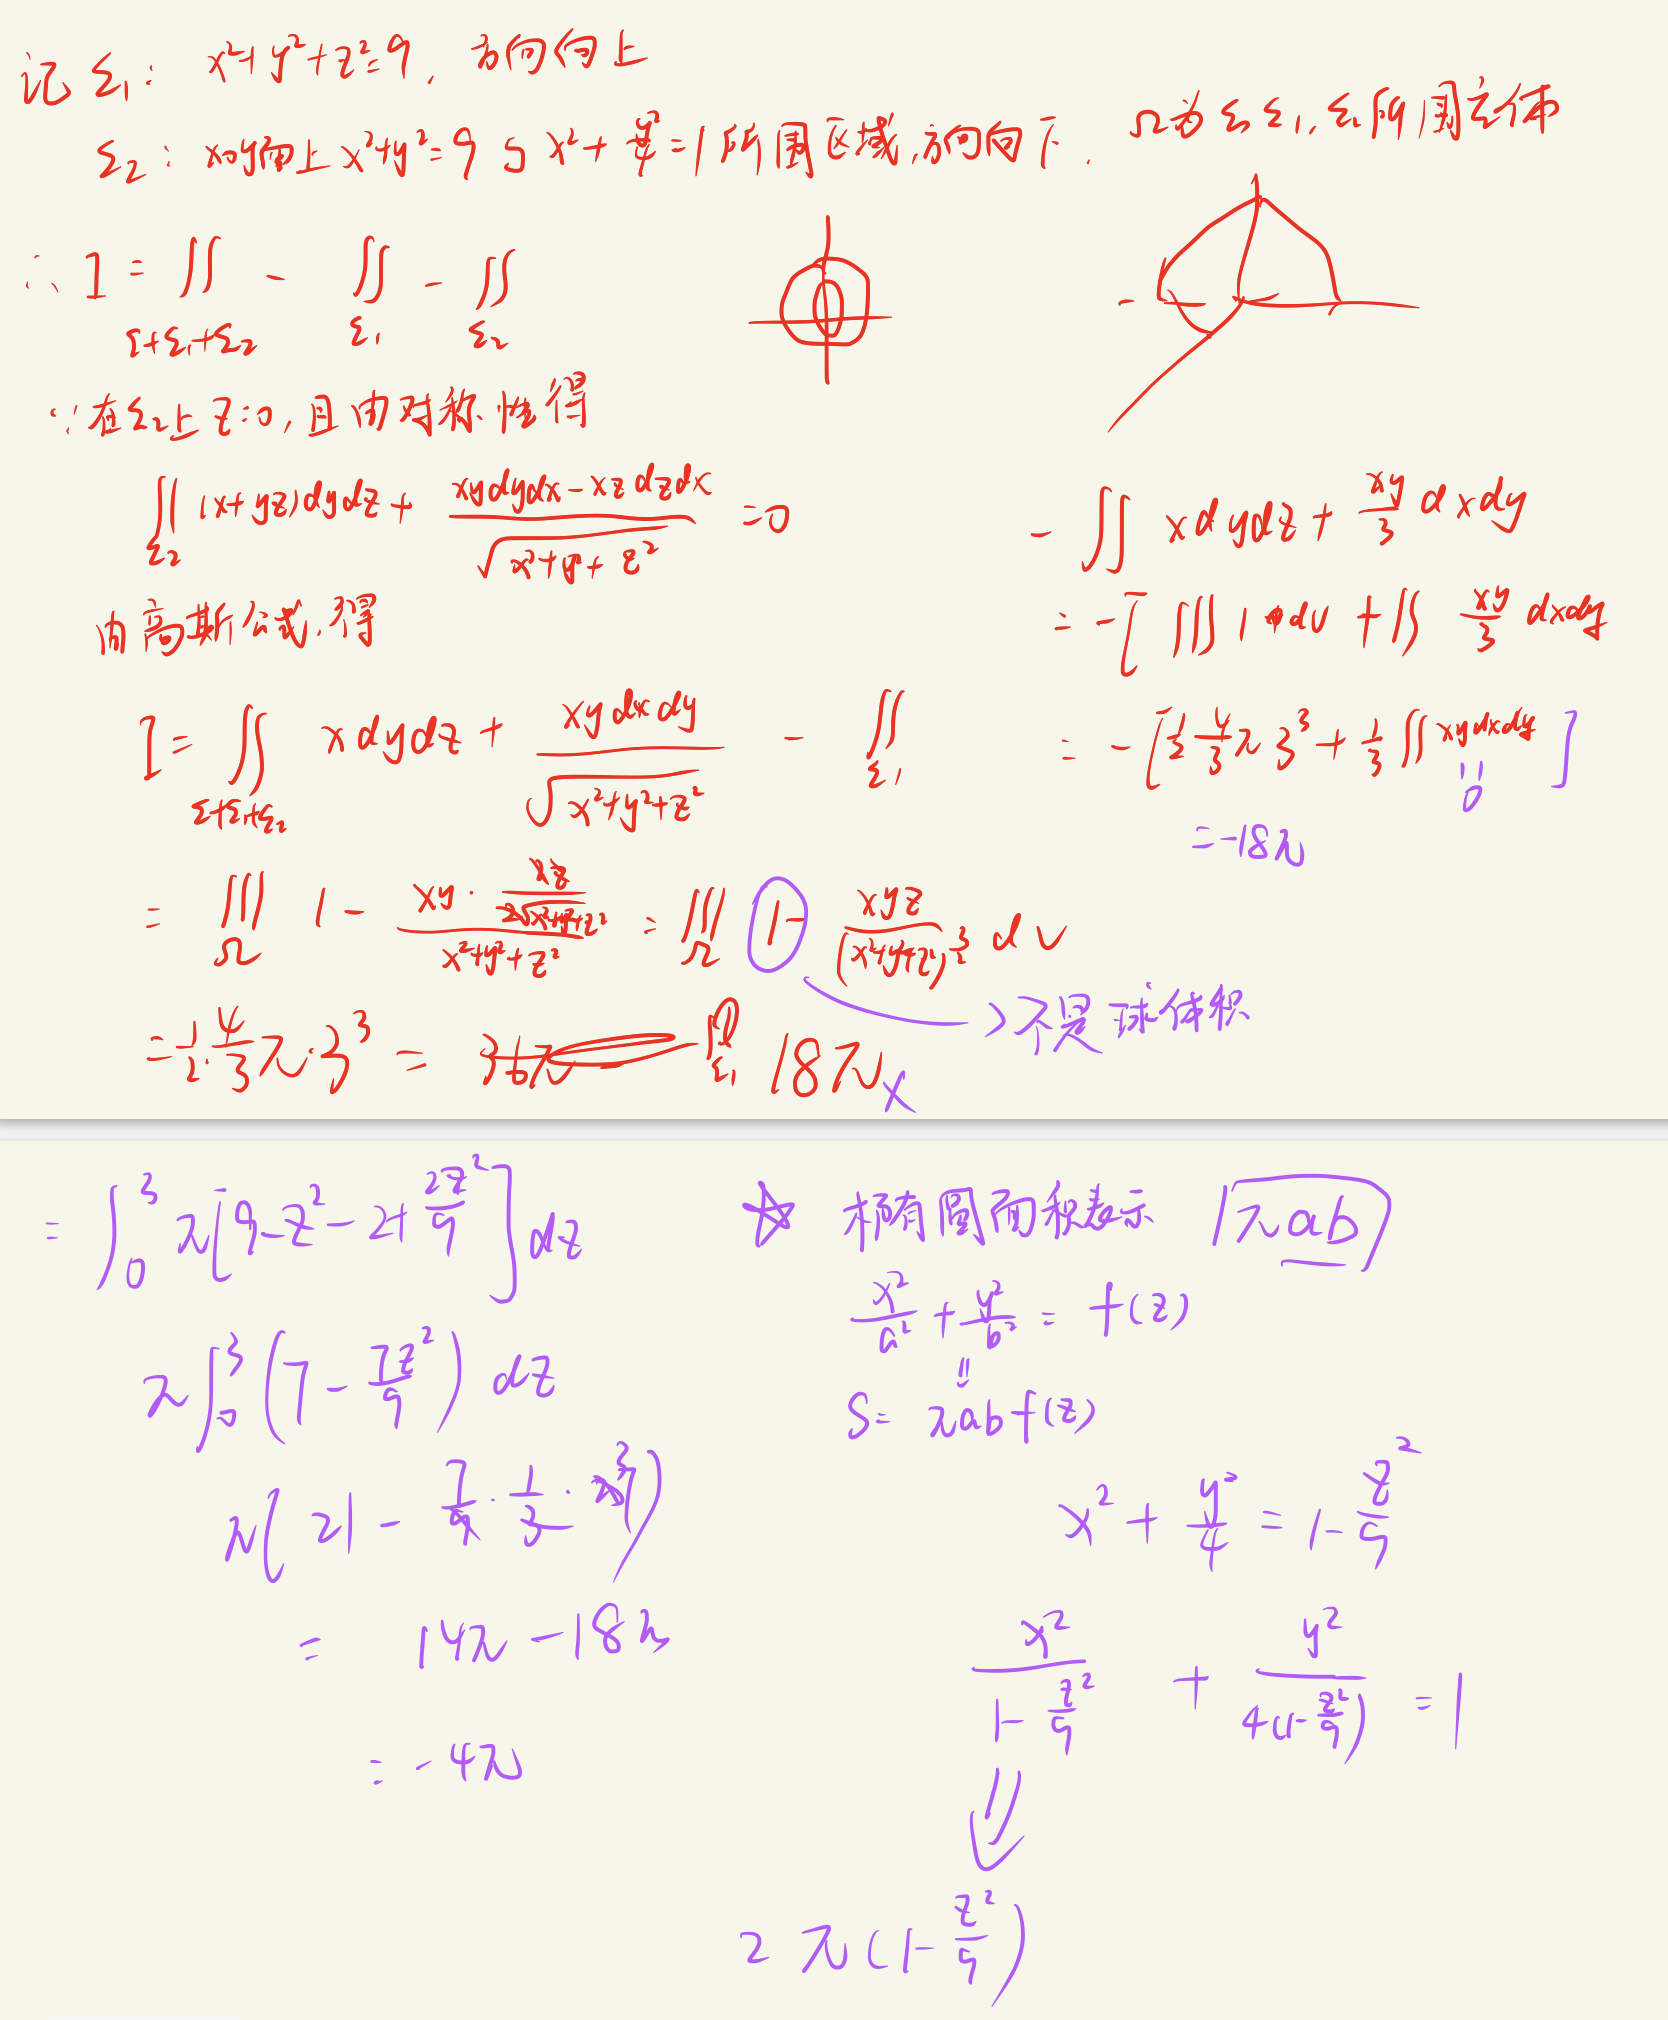 记 Σ₁: x²+y²+z²=9, 方向向上
Σ₂: xoy面上 x²+y²=9 与 x²+y²/4=1 所围区域,方向向下. Ω为Σ Σ₁,Σ₂所围立体
∴ I = ∬_{Σ+Σ₁+Σ₂} - ∬_{Σ₁} - ∬_{Σ₂}
∵在Σ₂上 z=0,且由对称性得
∬_{Σ₂} (x+yz)dydz + (xydydx-xzdzdx)/√(x²+y²+z²) =0
由高斯公式,得
I= ∬_{Σ+Σ₁+Σ₂} xdydz + xydxdy/√(x²+y²+z²) - ∬_{Σ₁}
= ∭_Ω 1 - (xy·(2z/(2√(x²+y²+z²))))/(x²+y²+z²) = ∭_Ω 1 - xyz/(x²+y²+z²)^{3/2} dv
不是球体积
= 1/2·4/3π·3³ = 36π - ∬_{Σ₁} 18π ×
- ∬ xdydz + xy/3 dxdy
= -[∭ 1·dv + ∬ xy/3 dxdy
= -[1/2 4/3π3³ + 1/3∬xydxdy]
=0
=-18π
= ∫₀³ π[9-z²-2+2z²/9]dz
π∫₀³(7-7z²/9)dz
π(21-7/9·1/3·3³)
= 14π-18π
= -4π
☆ 椭圆面积表示 πab
x²/a²+y²/b² = f(z)
=
S= πabf(z)
x²+y²/4=1-z²/9
x²/(1-z²/9) + y²/(4(1-z²/9)) =1
2π(1-z²/9)